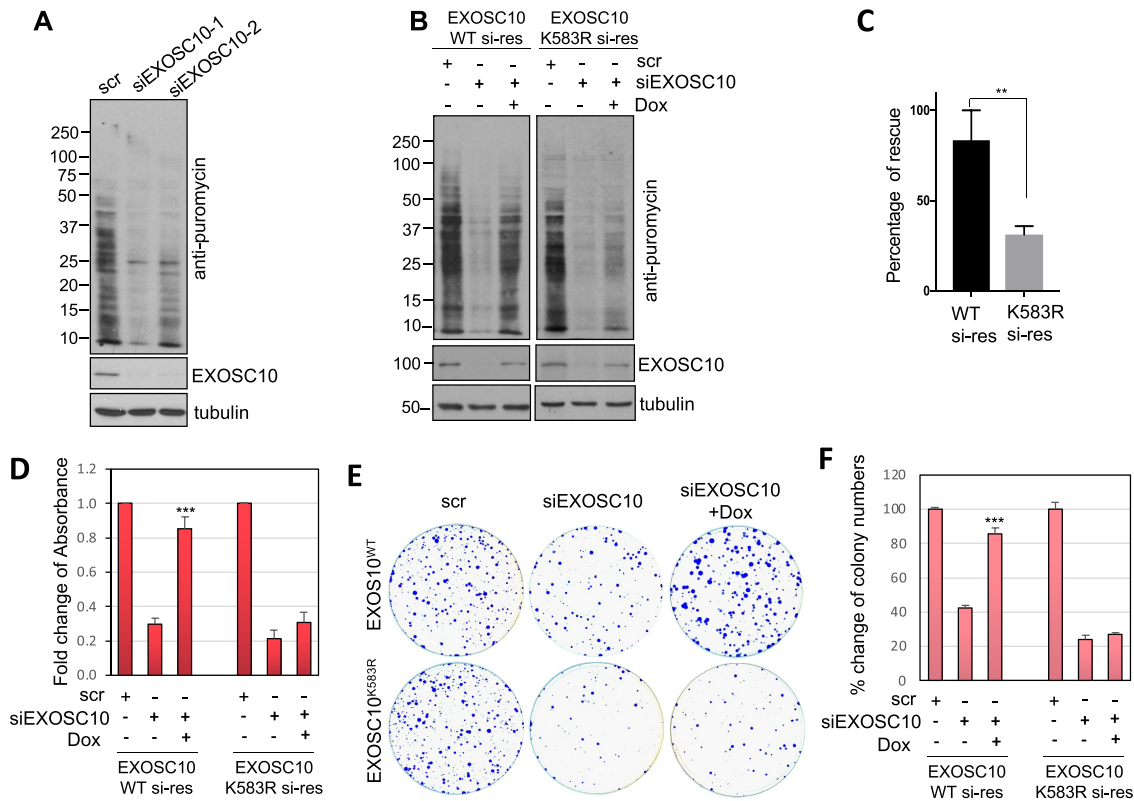 A
scr
siEXOSC10-1
siEXOSC10-2
250
100
75
50
37
25
20
15
10
anti-puromycin
EXOSC10
tubulin
B
EXOSC10 EXOSC10
WT si-res K583R si-res
+ - - + - - scr
- + + - + + siEXOSC10
- - + - - + Dox
250
100
50
37
25
20
15
10
anti-puromycin
100 EXOSC10
50 tubulin
C
**
Percentage of rescue
100
50
0
WT K583R
si-res si-res
D
Fold change of Absorbance
1.2
1.0
0.8
0.6
0.4
0.2
0.0
***
scr + - - + - -
siEXOSC10 - + + - + +
Dox - - + - - +
EXOSC10 EXOSC10
WT si-res K583R si-res
E
scr siEXOSC10 siEXOSC10
+Dox
EXOS10WT
EXOSC10K583R
F
% change of colony numbers
120
100
80
60
40
20
0
***
scr + - - + - -
siEXOSC10 - + + - + +
Dox - - + - - +
EXOSC10 EXOSC10
WT si-res K583R si-res